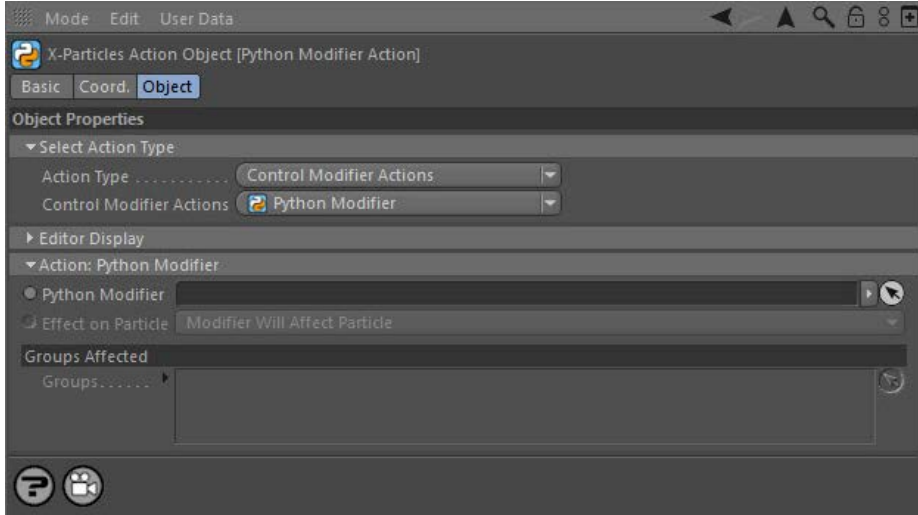 Mode Edit User Data
X-Particles Action Object [Python Modifier Action]
Basic Coord. Object
Object Properties
Select Action Type
Action Type . . . . . . . . . . . Control Modifier Actions
Control Modifier Actions Python Modifier
Editor Display
Action: Python Modifier
Python Modifier
Effect on Particle Modifier Will Affect Particle
Groups Affected
Groups. . . . . .